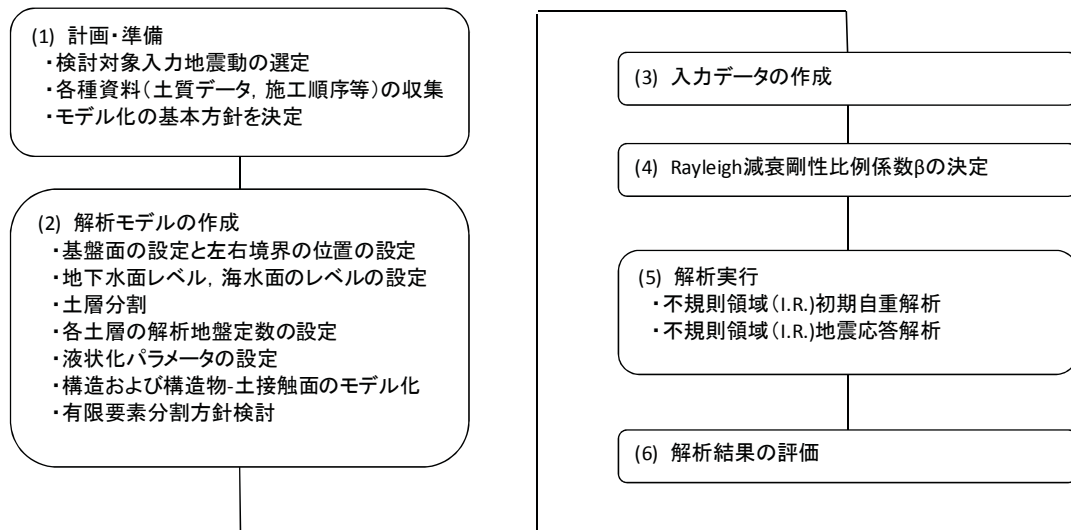 (1) 計画・準備
・検討対象入力地震動の選定
・各種資料(土質データ, 施工順序等)の収集
・モデル化の基本方針を決定
(2) 解析モデルの作成
・基盤面の設定と左右境界の位置の設定
・地下水面レベル, 海水面のレベルの設定
・土層分割
・各土層の解析地盤定数の設定
・液状化パラメータの設定
・構造および構造物-土接触面のモデル化
・有限要素分割方針検討
(3) 入力データの作成
(4) Rayleigh減衰剛性比例係数βの決定
(5) 解析実行
・不規則領域(I.R.)初期自重解析
・不規則領域(I.R.)地震応答解析
(6) 解析結果の評価